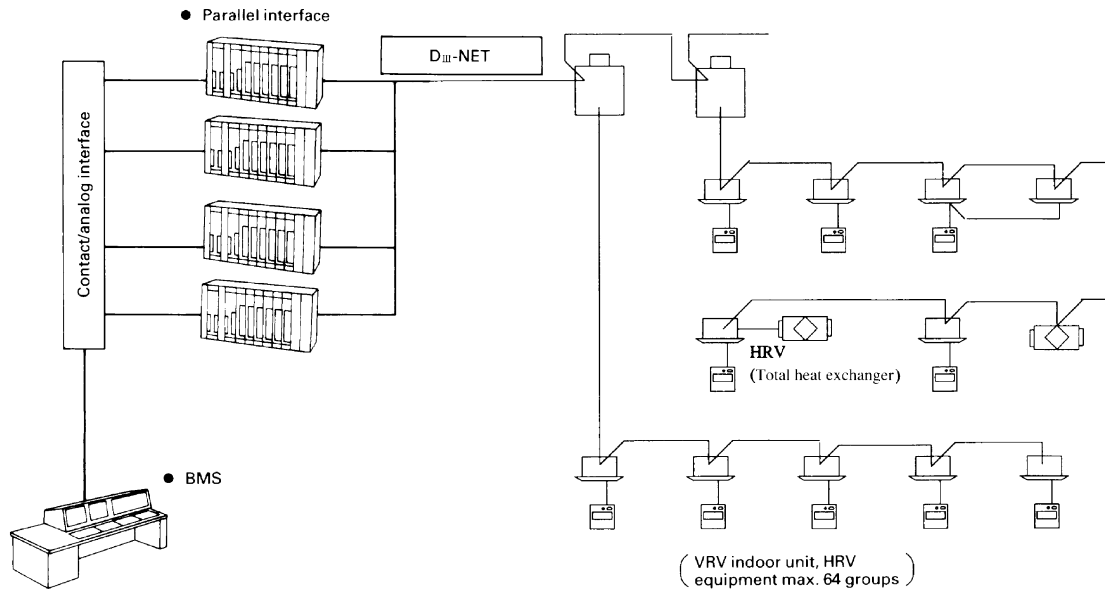 ● Parallel interface
DIII-NET
Contact/analog interface
HRV
(Total heat exchanger)
● BMS
(VRV indoor unit, HRV
equipment max. 64 groups)